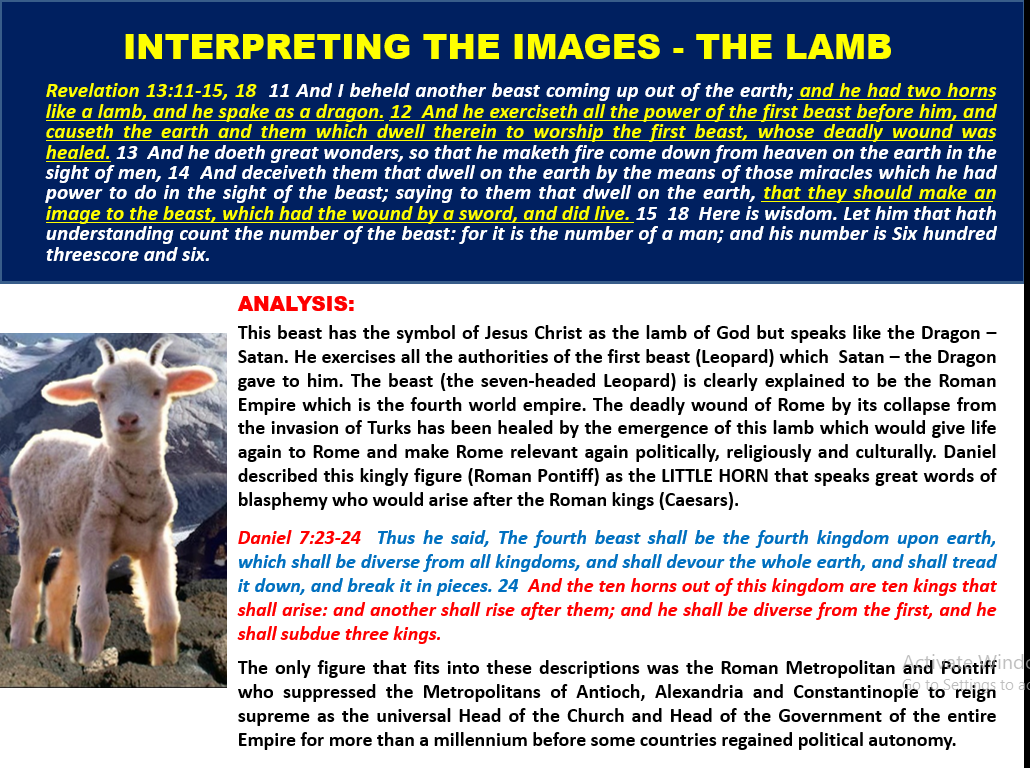 INTERPRETING THE IMAGES - THE LAMB
Revelation 13:11-15, 18 11 And I beheld another beast coming up out of the earth; and he had two horns
like a lamb, and he spake as a dragon. 12 And he exerciseth all the power of the first beast before him, and
causeth the earth and them which dwell therein to worship the first beast, whose deadly wound was
healed. 13 And he doeth great wonders, so that he maketh fire come down from heaven on the earth in the
sight of men, 14 And deceiveth them that dwell on the earth by the means of those miracles which he had
power to do in the sight of the beast; saying to them that dwell on the earth, that they should make an
image to the beast, which had the wound by a sword, and did live. 15 18 Here is wisdom. Let him that hath
understanding count the number of the beast: for it is the number of a man; and his number is Six hundred
threescore and six.
ANALYSIS:
This beast has the symbol of Jesus Christ as the lamb of God but speaks like the Dragon –
Satan. He exercises all the authorities of the first beast (Leopard) which Satan – the Dragon
gave to him. The beast (the seven-headed Leopard) is clearly explained to be the Roman
Empire which is the fourth world empire. The deadly wound of Rome by its collapse from
the invasion of Turks has been healed by the emergence of this lamb which would give life
again to Rome and make Rome relevant again politically, religiously and culturally. Daniel
described this kingly figure (Roman Pontiff) as the LITTLE HORN that speaks great words of
blasphemy who would arise after the Roman kings (Caesars).
Daniel 7:23-24 Thus he said, The fourth beast shall be the fourth kingdom upon earth,
which shall be diverse from all kingdoms, and shall devour the whole earth, and shall tread
it down, and break it in pieces. 24 And the ten horns out of this kingdom are ten kings that
shall arise: and another shall rise after them; and he shall be diverse from the first, and he
shall subdue three kings.
The only figure that fits into these descriptions was the Roman Metropolitan and Pontiff
who suppressed the Metropolitans of Antioch, Alexandria and Constantinople to reign
supreme as the universal Head of the Church and Head of the Government of the entire
Empire for more than a millennium before some countries regained political autonomy.
Activate Windo
Go to Settings to ac